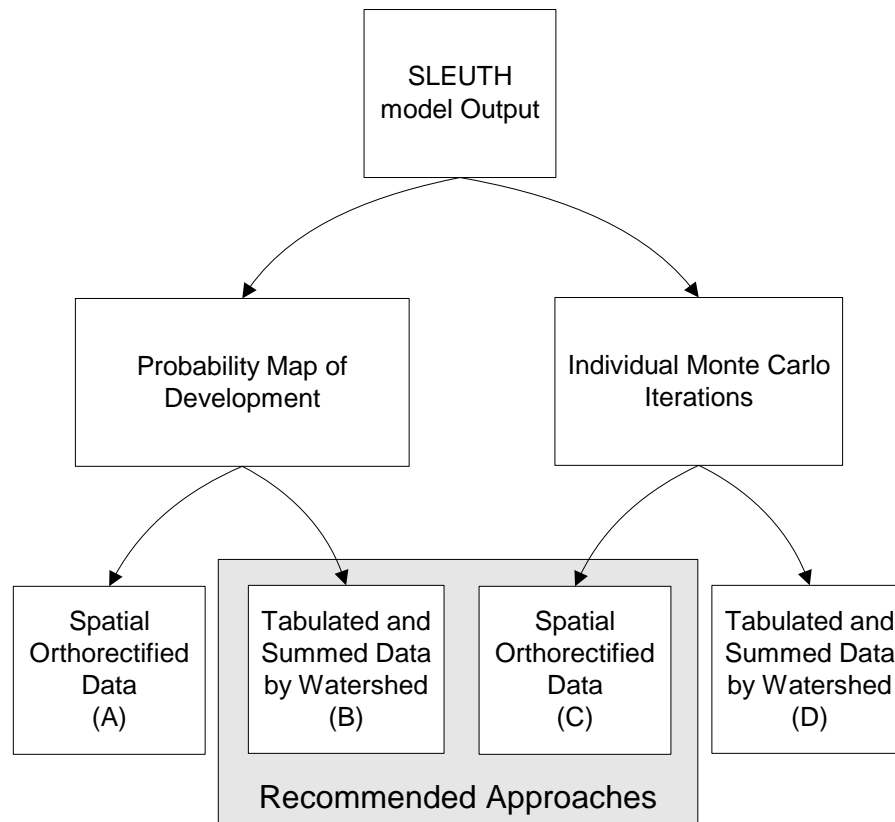 SLEUTH
model Output
Probability Map of
Development
Individual Monte Carlo
Iterations
Spatial
Orthorectified
Data
(A)
Tabulated and
Summed Data
by Watershed
(B)
Spatial
Orthorectified
Data
(C)
Tabulated and
Summed Data
by Watershed
(D)
Recommended Approaches